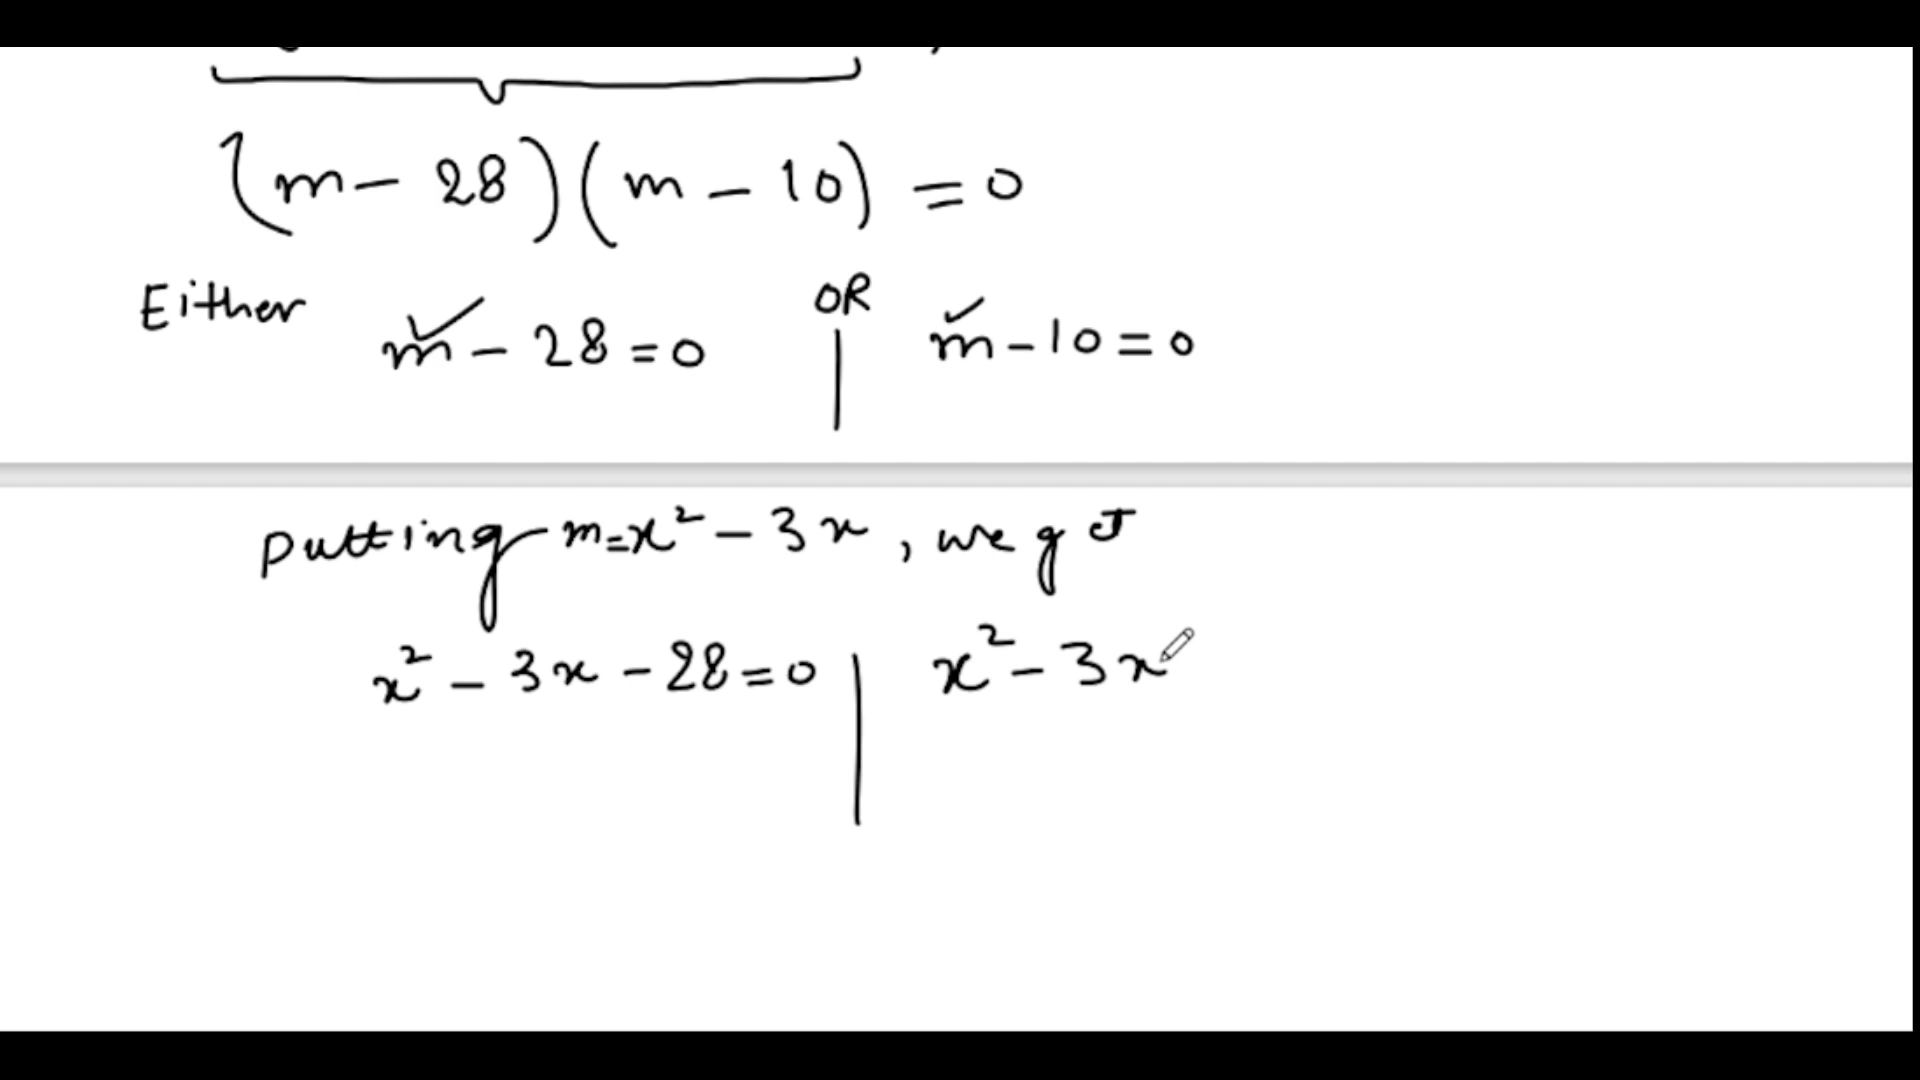 (m - 28)(m - 10) = 0
Either m - 28 = 0 OR m - 10 = 0
putting m = x² - 3x, we get
x² - 3x - 28 = 0 | x² - 3x